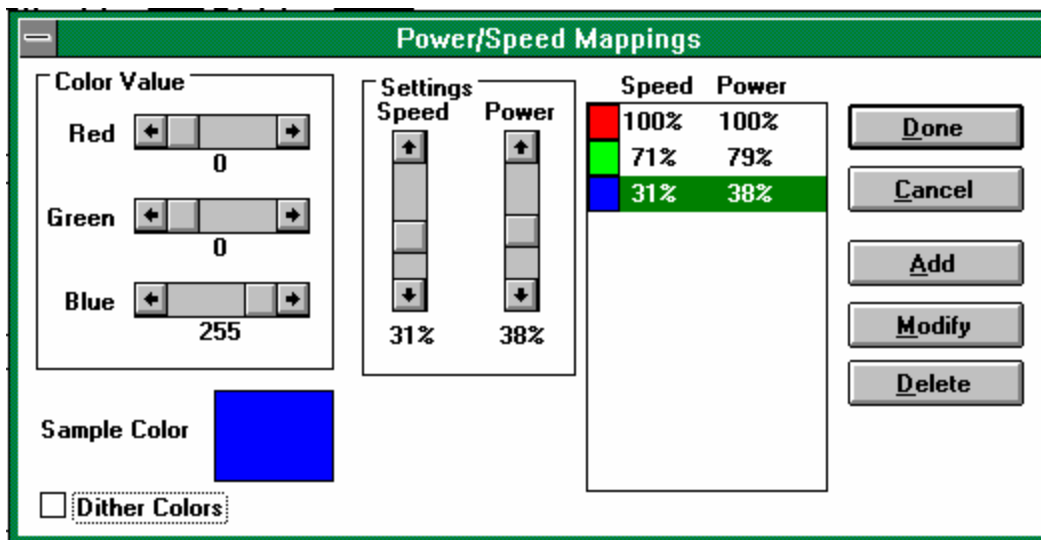 Power/Speed Mappings
Color Value
Red
0
Green
0
Blue
255
Sample Color
Dither Colors
Settings
Speed Power
31% 38%
Speed Power
100% 100%
71% 79%
31% 38%
Done
Cancel
Add
Modify
Delete